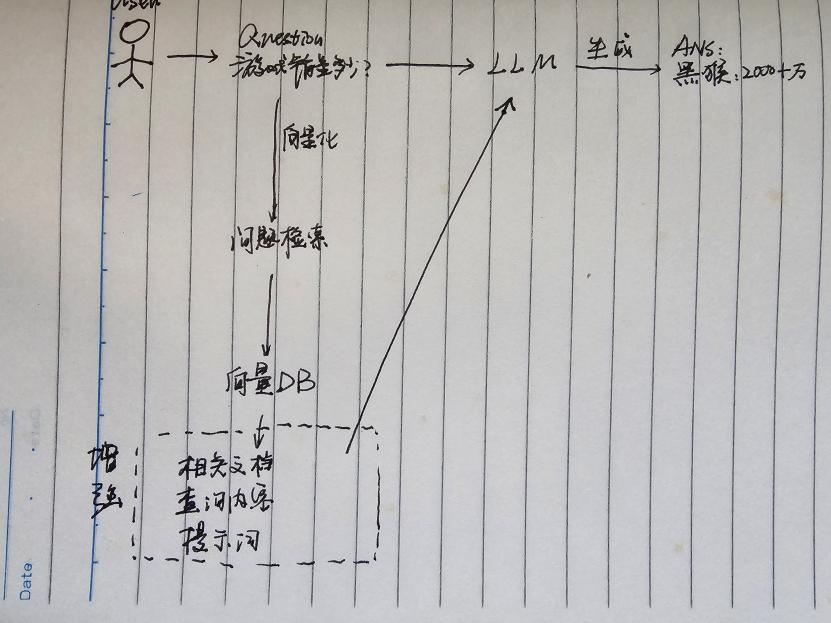 User
Question
游戏销量多少?
LLM
生成
ANS:
黑猴:2000+万
向量化
问题检索
向量DB
增强
相关文档
查询内容
提示词
Date